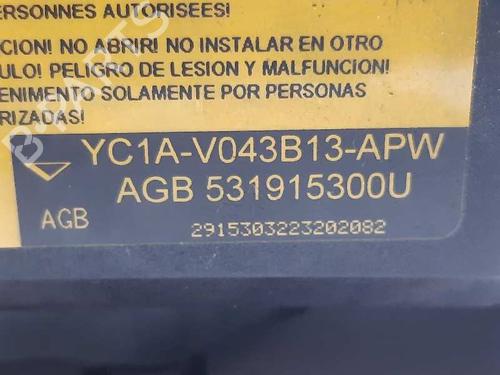 PERSONNES AUTORISEES!
CION! NO ABRIR! NO INSTALAR EN OTRO
ULO! PELIGRO DE LESION Y MALFUNCION!
ENIMENTO SOLAMENTE POR PERSONAS
RIZADAS!
YC1A-V043B13-APW
AGB 531915300U
AGB
2915303223202082